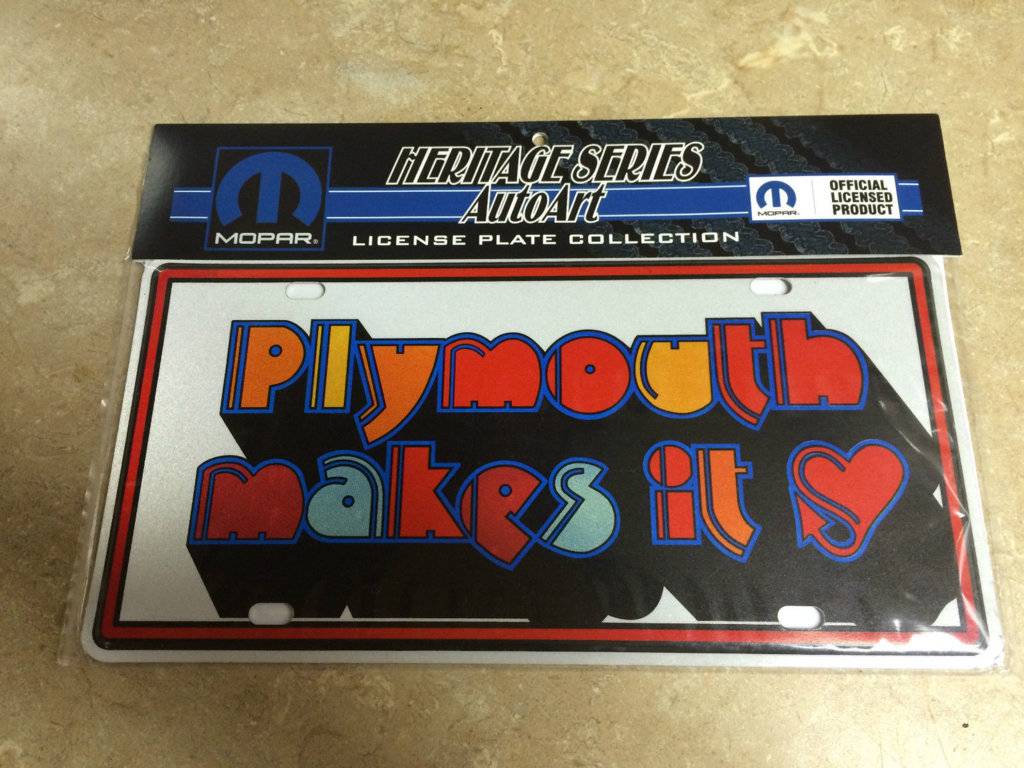 HERITAGE SERIES
AutoArt
MOPAR®
LICENSE PLATE COLLECTION
MOPAR®
OFFICIAL
LICENSED
PRODUCT
Plymouth
makes it